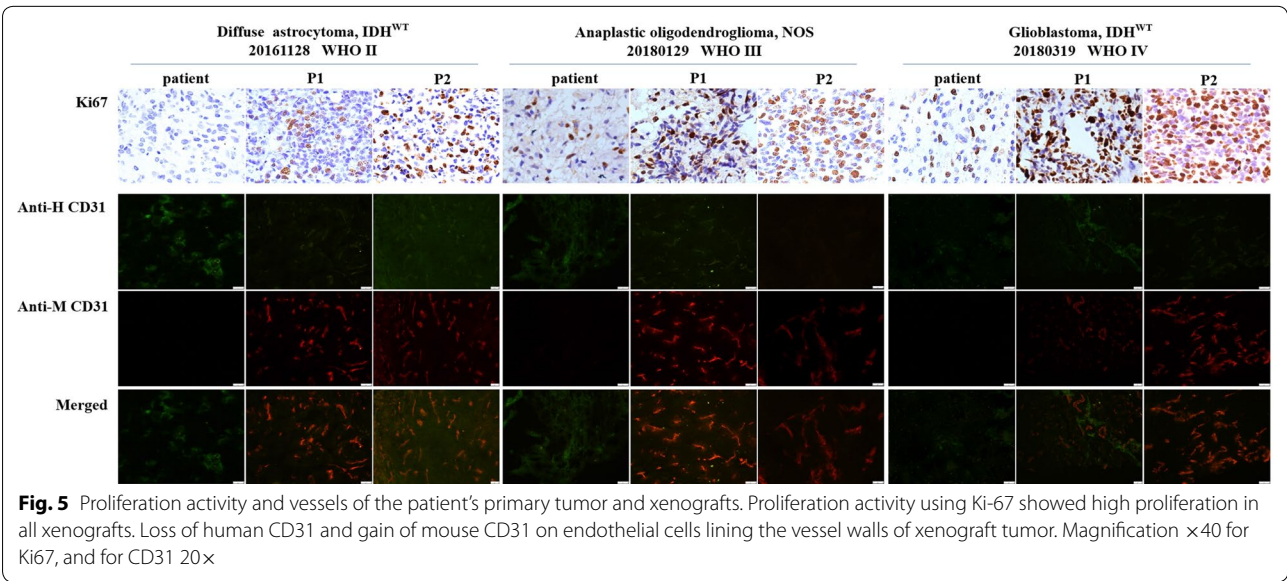 Diffuse astrocytoma, IDHWT
20161128 WHO II
Anaplastic oligodendroglioma, NOS
20180129 WHO III
Glioblastoma, IDHWT
20180319 WHO IV
patient P1 P2 patient P1 P2 patient P1 P2
Ki67
Anti-H CD31
Anti-M CD31
Merged
Fig. 5 Proliferation activity and vessels of the patient’s primary tumor and xenografts. Proliferation activity using Ki-67 showed high proliferation in
all xenografts. Loss of human CD31 and gain of mouse CD31 on endothelial cells lining the vessel walls of xenograft tumor. Magnification ×40 for
Ki67, and for CD31 20×